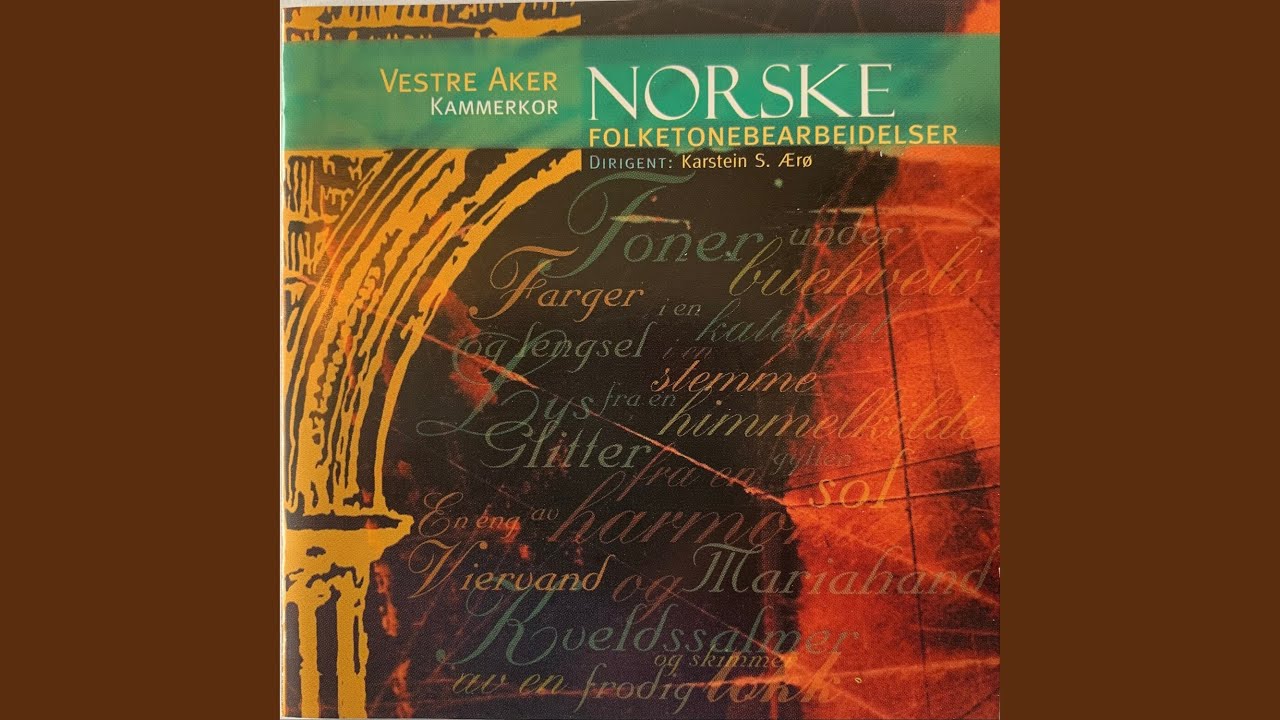 VESTRE AKER
KAMMERKOR
NORSKE
FOLKETONEBEARBEIDELSER
DIRIGENT: Karstein S. Ærø
Toner under
buehvelv
Farger i en
katedral
og lengsel i en
stemme
Lys fra en
himmelkilde
Glitter fra en gyllen
sol
En eng av
harmoni
Viervand og Mariahand
Kveldssalmer
og skimmer
av en frodig lokk